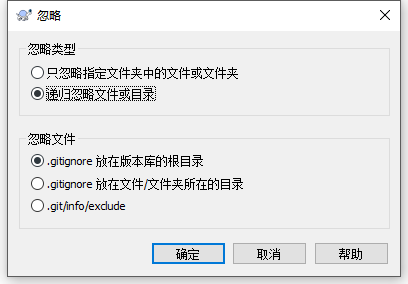 忽略
忽略类型
只忽略指定文件夹中的文件或文件夹
递归忽略文件或目录
忽略文件
.gitignore 放在版本库的根目录
.gitignore 放在文件/文件夹所在的目录
.git/info/exclude
确定 取消 帮助